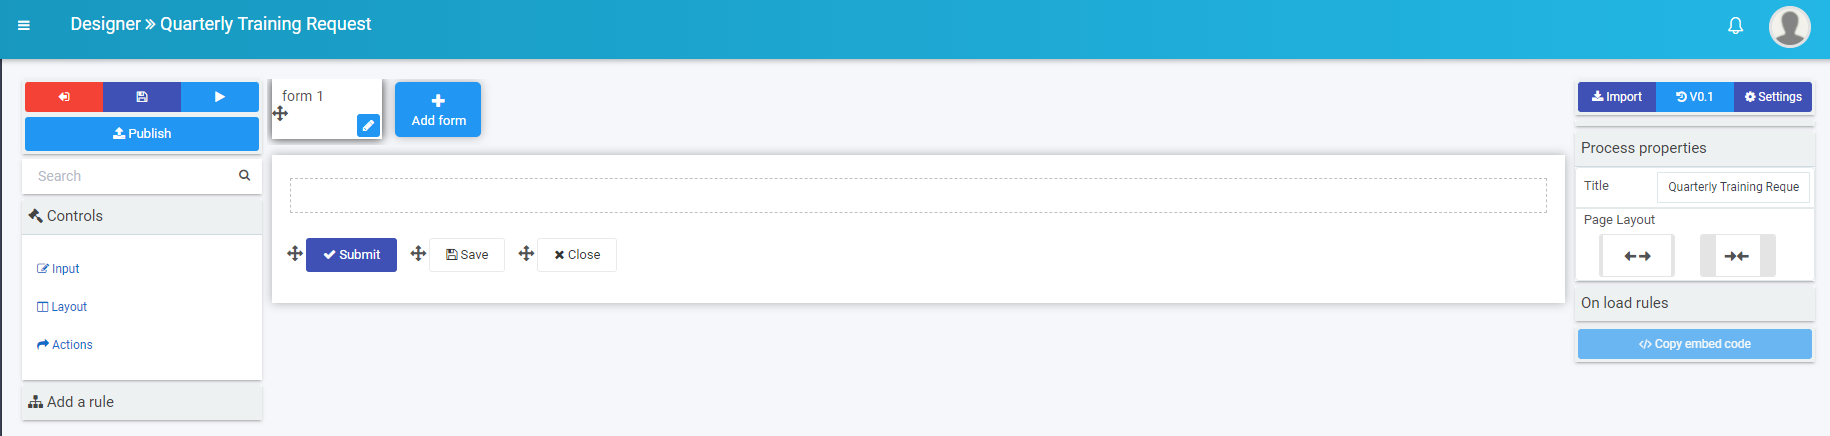 Designer » Quarterly Training Request
form 1
Add form
Import
V0.1
Settings
Publish
Search
Controls
Input
Layout
Actions
Add a rule
Submit
Save
Close
Process properties
Title
Quarterly Training Reque
Page Layout
On load rules
</> Copy embed code